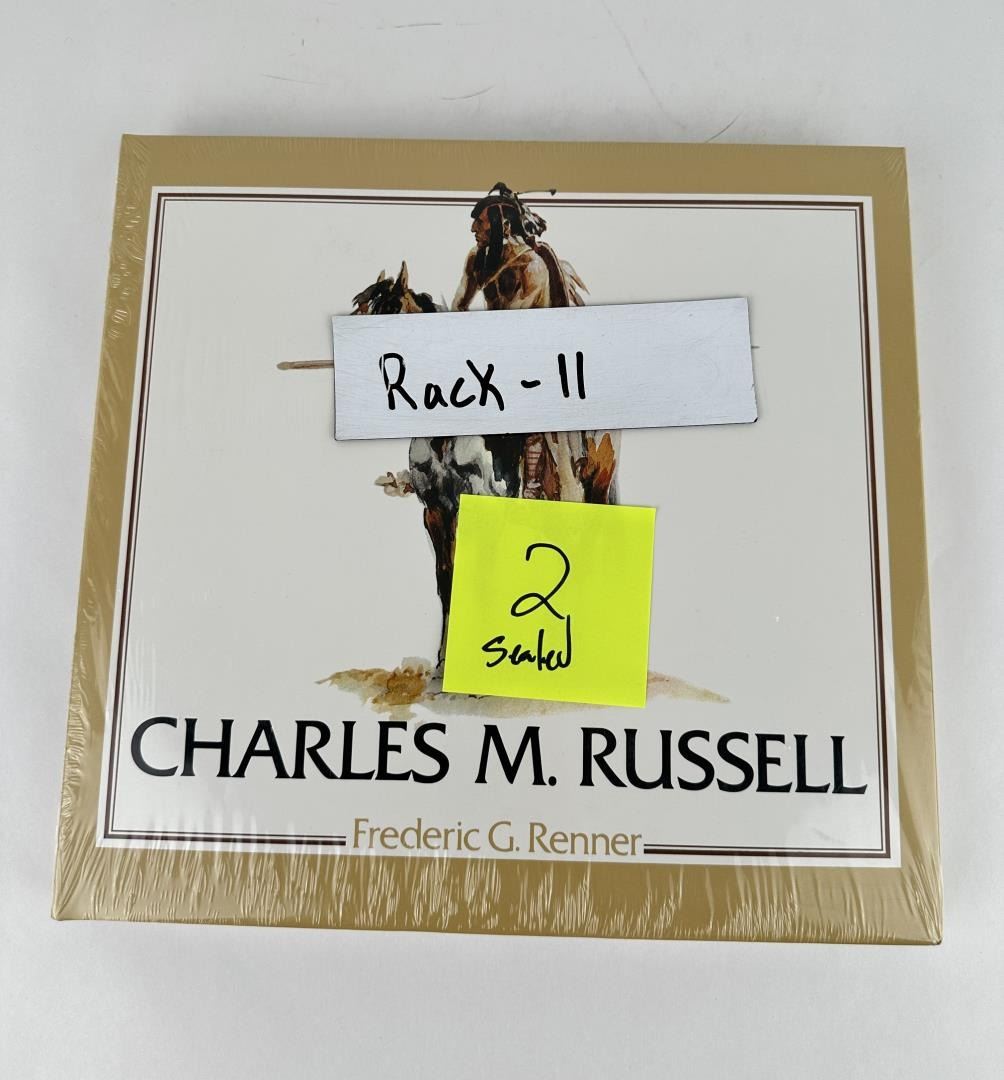 Rack - 11
2
Sealed
CHARLES M. RUSSELL
Frederic G. Renner